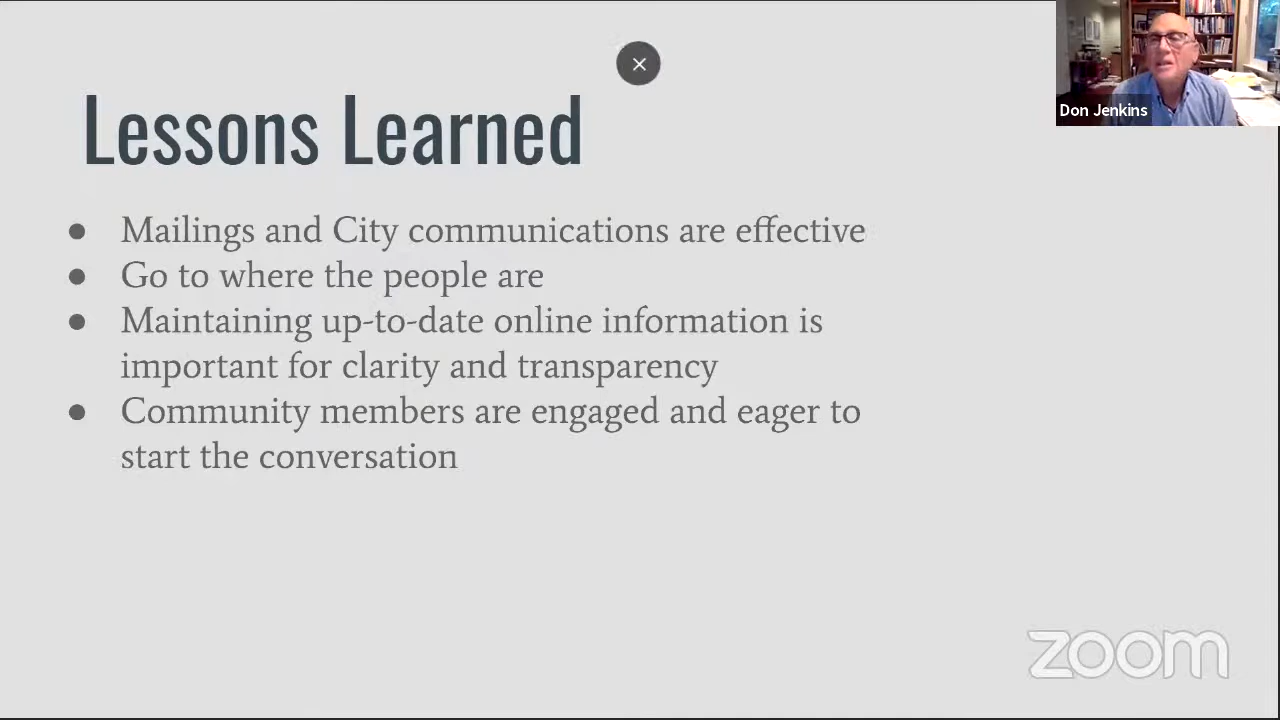 Don Jenkins
Lessons Learned
● Mailings and City communications are effective
● Go to where the people are
● Maintaining up-to-date online information is
important for clarity and transparency
● Community members are engaged and eager to
start the conversation
zoom